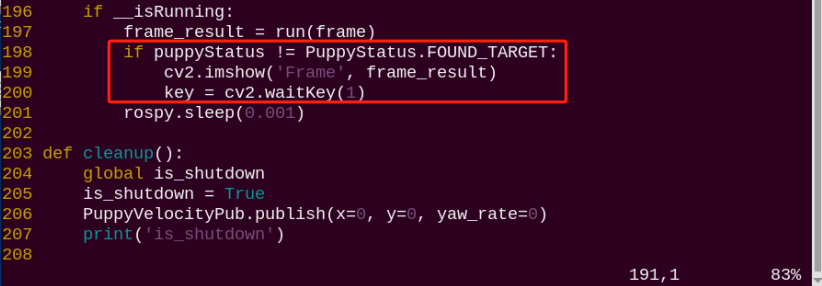 196     if __isRunning:
197         frame_result = run(frame)
198         if puppyStatus != PuppyStatus.FOUND_TARGET:
199             cv2.imshow('Frame', frame_result)
200             key = cv2.waitKey(1)
201         rospy.sleep(0.001)
202
203 def cleanup():
204     global is_shutdown
205     is_shutdown = True
206     PuppyVelocityPub.publish(x=0, y=0, yaw_rate=0)
207     print('is_shutdown')
208
191,1 83%